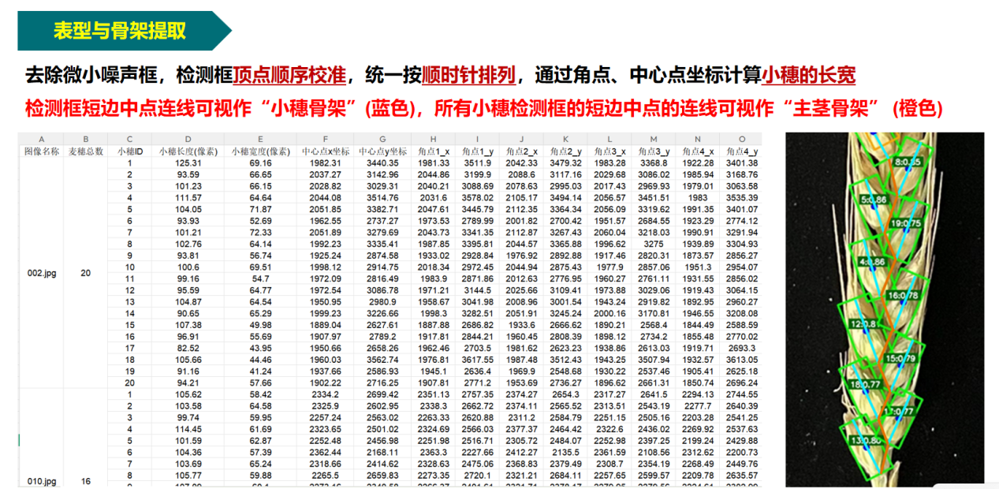 表型与骨架提取
去除微小噪声框，检测框顶点顺序校准，统一按顺时针排列，通过角点、中心点坐标计算小穗的长宽
检测框短边中点连线可视作“小穗骨架”(蓝色)，所有小穗检测框的短边中点的连线可视作“主茎骨架” (橙色)
A B C D E F G H I J K L M N O
图像名称 麦穗总数 小穗ID 小穗长度(像素) 小穗宽度(像素) 中心点x坐标 中心点y坐标 角点1_x 角点1_y 角点2_x 角点2_y 角点3_x 角点3_y 角点4_x 角点4_y
1 125.31 69.16 1982.31 3440.35 1981.33 3511.9 2042.33 3479.32 1983.28 3368.8 1922.28 3401.38
2 93.59 66.65 2037.27 3142.96 2044.86 3199.9 2088.6 3117.16 2029.68 3086.02 1985.94 3168.76
3 101.23 66.15 2028.82 3029.31 2040.21 3088.69 2078.63 2995.03 2017.43 2969.93 1979.01 3063.58
4 111.57 64.64 2044.08 3514.76 2031.6 3578.02 2105.17 3494.14 2056.57 3451.51 1983 3535.39
5 104.05 71.87 2051.85 3382.71 2047.61 3445.79 2112.35 3364.34 2056.09 3319.62 1991.35 3401.07
6 93.93 52.69 1962.55 2737.27 1973.53 2789.99 2001.82 2700.42 1951.57 2684.55 1923.29 2774.12
7 101.21 72.33 2051.89 3279.69 2043.73 3341.35 2112.87 3267.43 2060.04 3218.03 1990.91 3291.94
8 102.76 64.14 1992.23 3335.41 1987.85 3395.81 2044.57 3365.88 1996.62 3275 1939.89 3304.93
9 93.81 56.74 1925.24 2874.58 1933.02 2928.84 1976.92 2892.88 1917.46 2820.31 1873.57 2856.27
10 100.6 69.51 1998.12 2914.75 2018.34 2972.45 2044.94 2875.43 1977.9 2857.06 1951.3 2954.07
11 99.16 54.7 1972.09 2816.49 1983.9 2871.86 2012.63 2776.95 1960.27 2761.11 1931.55 2856.02
12 95.59 64.77 1972.54 3086.78 1971.21 3144.5 2025.66 3109.41 1973.88 3029.06 1919.43 3064.15
13 104.87 64.54 1950.95 2980.9 1958.67 3041.98 2008.96 3001.54 1943.24 2919.82 1892.95 2960.27
14 90.65 65.29 1999.23 3226.66 1998.3 3282.51 2051.91 3245.24 2000.16 3170.81 1946.55 3208.08
15 107.38 49.98 1889.04 2627.61 1887.88 2686.82 1933.6 2666.62 1890.21 2568.4 1844.49 2588.59
16 96.91 55.69 1907.97 2789.2 1917.81 2844.21 1960.45 2808.39 1898.12 2734.2 1855.48 2770.02
17 82.52 43.95 1950.66 2658.26 1962.46 2703.5 1981.62 2623.23 1938.86 2613.03 1919.71 2693.3
18 105.66 44.46 1960.03 3562.74 1976.81 3617.55 1987.48 3512.43 1943.25 3507.94 1932.57 3613.05
19 91.16 41.24 1937.66 2586.93 1945.1 2636.4 1969.9 2548.68 1930.22 2537.46 1905.41 2625.18
20 94.21 57.66 1902.22 2716.25 1907.81 2771.2 1953.69 2736.27 1896.62 2661.31 1850.74 2696.24
002.jpg 20
1 105.62 58.42 2334.2 2699.42 2351.13 2757.35 2374.27 2654.3 2317.27 2641.5 2294.13 2744.55
2 103.58 64.58 2325.9 2602.95 2338.3 2662.72 2374.11 2565.52 2313.51 2543.19 2277.7 2640.39
3 99.74 59.95 2257.24 2563.02 2263.33 2620.88 2311.2 2584.79 2251.15 2505.16 2203.28 2541.25
4 114.45 61.69 2323.65 2501.02 2324.69 2566.03 2377.37 2464.42 2322.6 2436.02 2269.92 2537.63
5 101.59 62.87 2252.48 2456.98 2251.98 2516.71 2305.72 2484.07 2252.98 2397.25 2199.24 2429.88
6 104.36 57.39 2362.44 2168.11 2363.3 2227.66 2412.27 2135.5 2361.59 2108.56 2312.62 2200.73
7 103.69 65.24 2318.66 2414.62 2328.63 2475.06 2368.83 2379.49 2308.7 2354.19 2268.49 2449.76
8 105.77 59.88 2265.5 2659.83 2273.35 2720.1 2321.21 2684.11 2257.65 2599.57 2209.78 2635.57
010.jpg 16
8:0.85
5:0.86
19:0.75
4:0.86
16:0.78
12:0.81
15:0.79
18:0.77
17:0.77
13:0.80